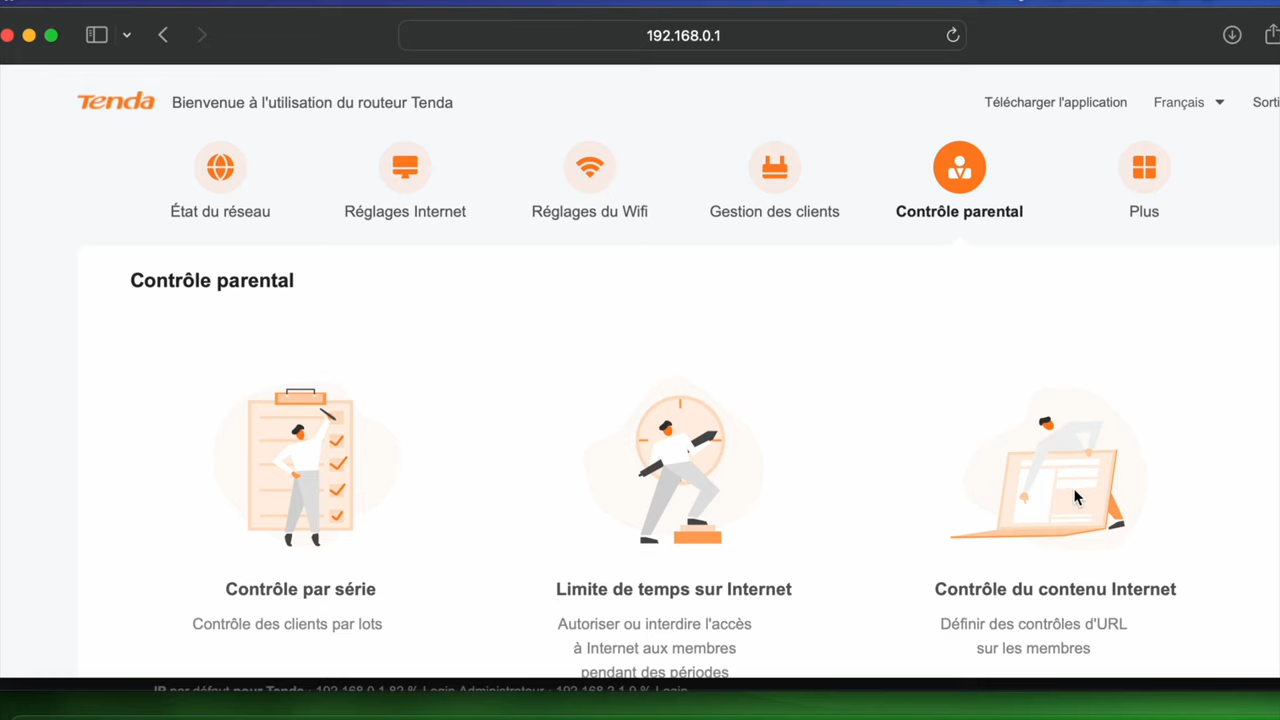 192.168.0.1
Tenda Bienvenue à l'utilisation du routeur Tenda
Télécharger l'application Français Sorti
État du réseau
Réglages Internet
Réglages du Wifi
Gestion des clients
Contrôle parental
Plus
Contrôle parental
Contrôle par série
Contrôle des clients par lots
Limite de temps sur Internet
Autoriser ou interdire l'accès
à Internet aux membres
pendant des périodes
Contrôle du contenu Internet
Définir des contrôles d'URL
sur les membres